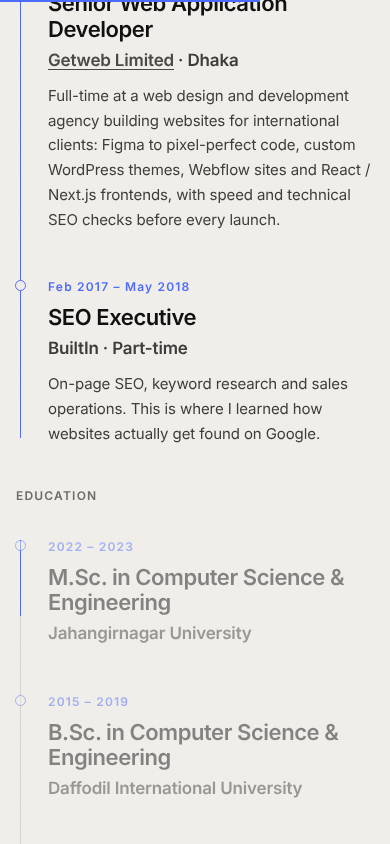 Senior Web Application
Developer
Getweb Limited · Dhaka
Full-time at a web design and development
agency building websites for international
clients: Figma to pixel-perfect code, custom
WordPress themes, Webflow sites and React /
Next.js frontends, with speed and technical
SEO checks before every launch.
Feb 2017 – May 2018
SEO Executive
BuiltIn · Part-time
On-page SEO, keyword research and sales
operations. This is where I learned how
websites actually get found on Google.
EDUCATION
2022 – 2023
M.Sc. in Computer Science &
Engineering
Jahangirnagar University
2015 – 2019
B.Sc. in Computer Science &
Engineering
Daffodil International University